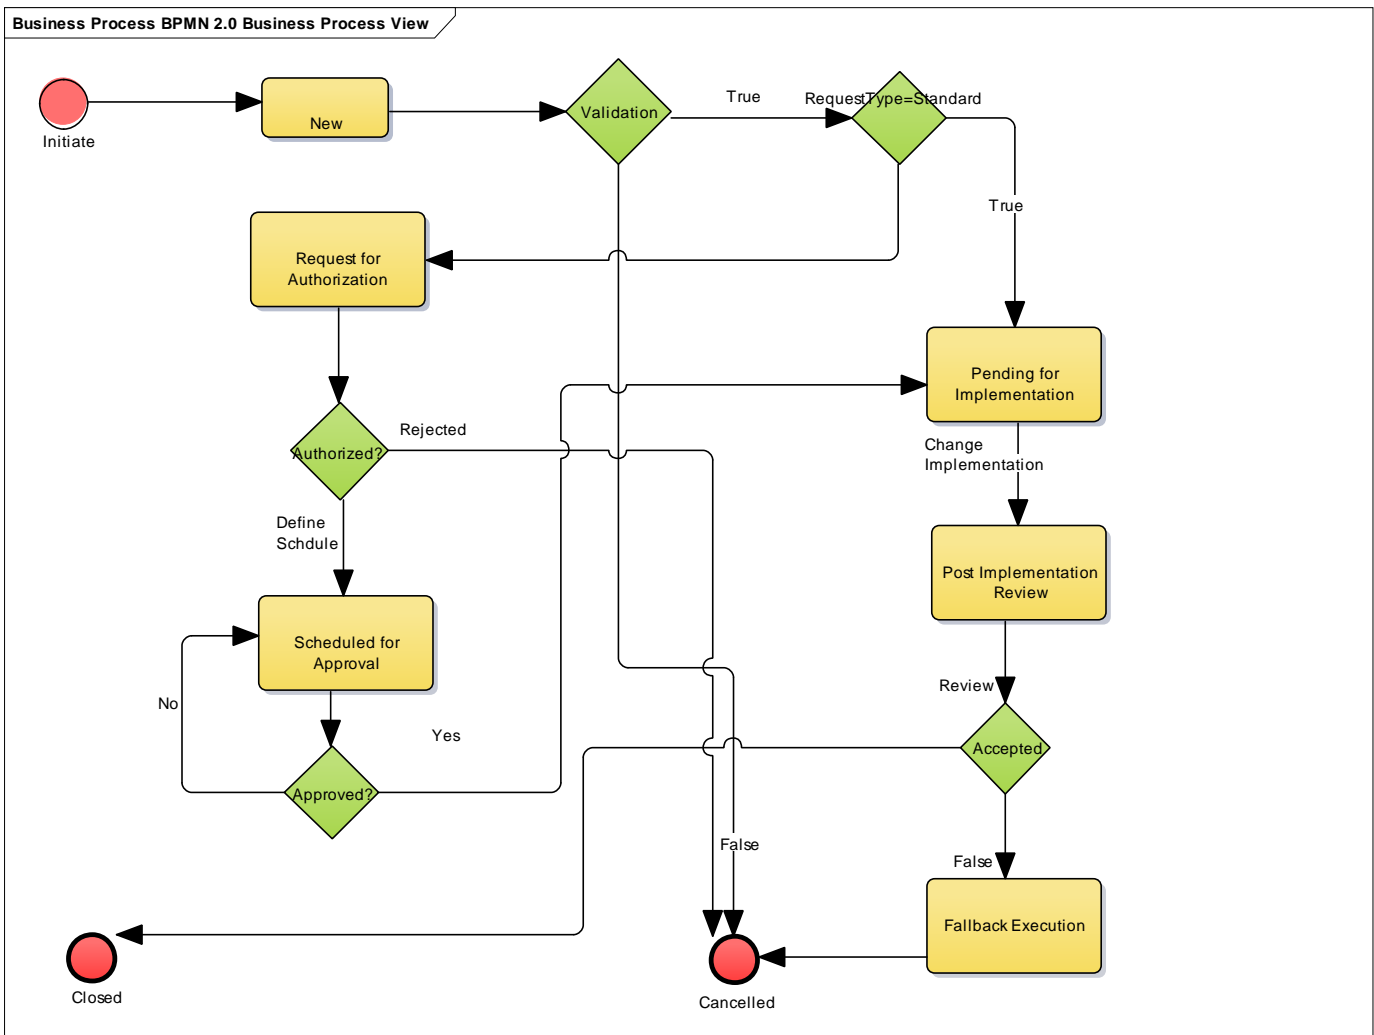 Business Process BPMN 2.0 Business Process View
Initiate
New
Validation
True
RequestType=Standard
True
Request for
Authorization
Pending for
Implementation
Authorized?
Rejected
Change
Implementation
Define
Schdule
Post Implementation
Review
Scheduled for
Approval
No
Yes
Review
Accepted
Approved?
False
False
Fallback Execution
Closed
Cancelled